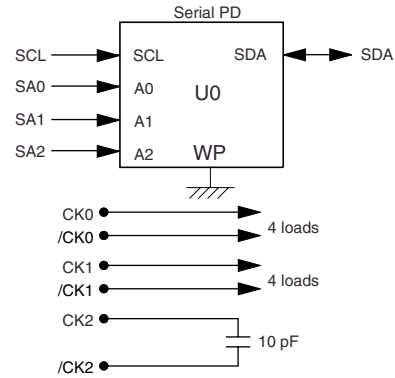 Serial PD
SCL SCL SDA SDA
SA0 A0 U0
SA1 A1
SA2 A2 WP
CK0
/CK0 4 loads
CK1
/CK1 4 loads
CK2
10 pF
/CK2